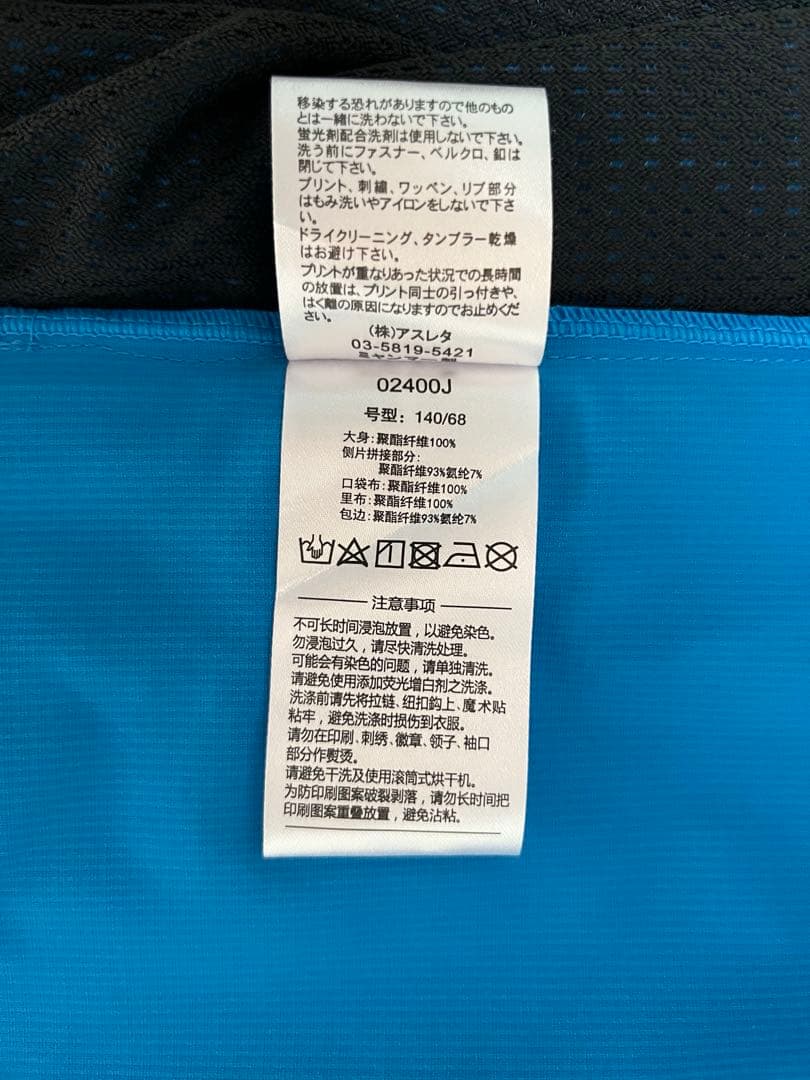 移染する恐れがありますので他のもの
とは一緒に洗わないで下さい。
蛍光剤配合洗剤は使用しないで下さい。
洗う前にファスナー、ベルクロ、釦は
閉じて下さい。
プリント、刺繍、ワッペン、リブ部分
はもみ洗いやアイロンをしないで下さ
い。
ドライクリーニング、タンブラー乾燥
はお避け下さい。
プリントが重なりあった状況での長時間
の放置は、プリント同士の引っ付きや、
はく離の原因になりますのでお止めくだ
さい。
(株)アスレタ
03-5819-5421
ミャンマー製
02400J
号型：140/68
大身:聚酯纤维100%
侧片拼接部分:
聚酯纤维93%氨纶7%
口袋布:聚酯纤维100%
里布:聚酯纤维100%
包边:聚酯纤维93%氨纶7%
注意事项
不可长时间浸泡放置，以避免染色。
勿浸泡过久，请尽快清洗处理。
可能会有染色的问题，请单独清洗。
请避免使用添加荧光增白剂之洗涤。
洗涤前请先将拉链、纽扣鈎上、魔术贴
粘牢，避免洗涤时损伤到衣服。
请勿在印刷、刺绣、徽章、领子、袖口
部分作熨烫。
请避免干洗及使用滚筒式烘干机。
为防印刷图案破裂剥落，请勿长时间把
印刷图案重叠放置，避免沾粘。